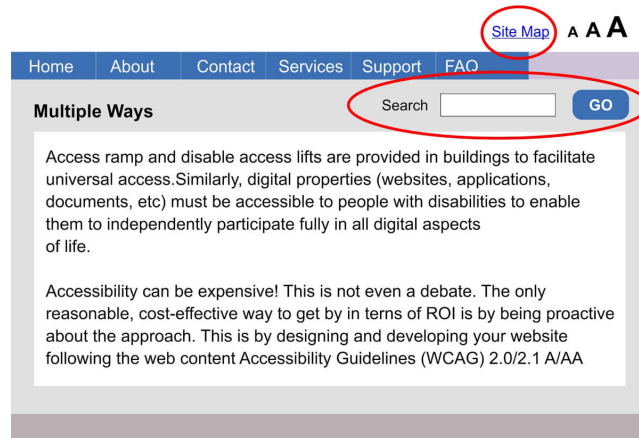 Site Map A A A
Home About Contact Services Support FAQ
Multiple Ways Search GO
Access ramp and disable access lifts are provided in buildings to facilitate
universal access.Similarly, digital properties (websites, applications,
documents, etc) must be accessible to people with disabilities to enable
them to independently participate fully in all digital aspects
of life.
Accessibility can be expensive! This is not even a debate. The only
reasonable, cost-effective way to get by in terns of ROI is by being proactive
about the approach. This is by designing and developing your website
following the web content Accessibility Guidelines (WCAG) 2.0/2.1 A/AA